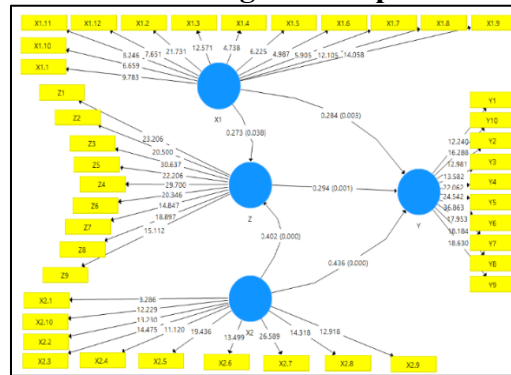 X1.11 X1.12 X1.2 X1.3 X1.4 X1.5 X1.6 X1.7 X1.8 X1.9
X1.10
X1.1
7.651 21.731 12.571 4.738 6.225 4.987 5.905 12.105 14.058
6.659
9.783
X1
0.273 (0.038)
0.284 (0.003)
Z1
Z2
Z3
Z5
Z4
Z6
Z7
Z8
Z9
23.206
20.500
30.637
22.206
29.700
20.346
14.847
18.897
15.112
Z
0.294 (0.001)
0.402 (0.000)
0.436 (0.000)
Y
Y1
Y10
Y2
Y3
Y4
Y5
Y6
Y7
Y8
Y9
12.240
16.288
12.981
13.582
22.062
24.542
17.953
18.184
18.630
X2.1
X2.10
X2.2
X2.3 X2.4 X2.5 X2.6 X2.7 X2.8 X2.9
12.229
13.230
14.475 11.120 19.436 13.499 26.589 14.318 12.918
X2